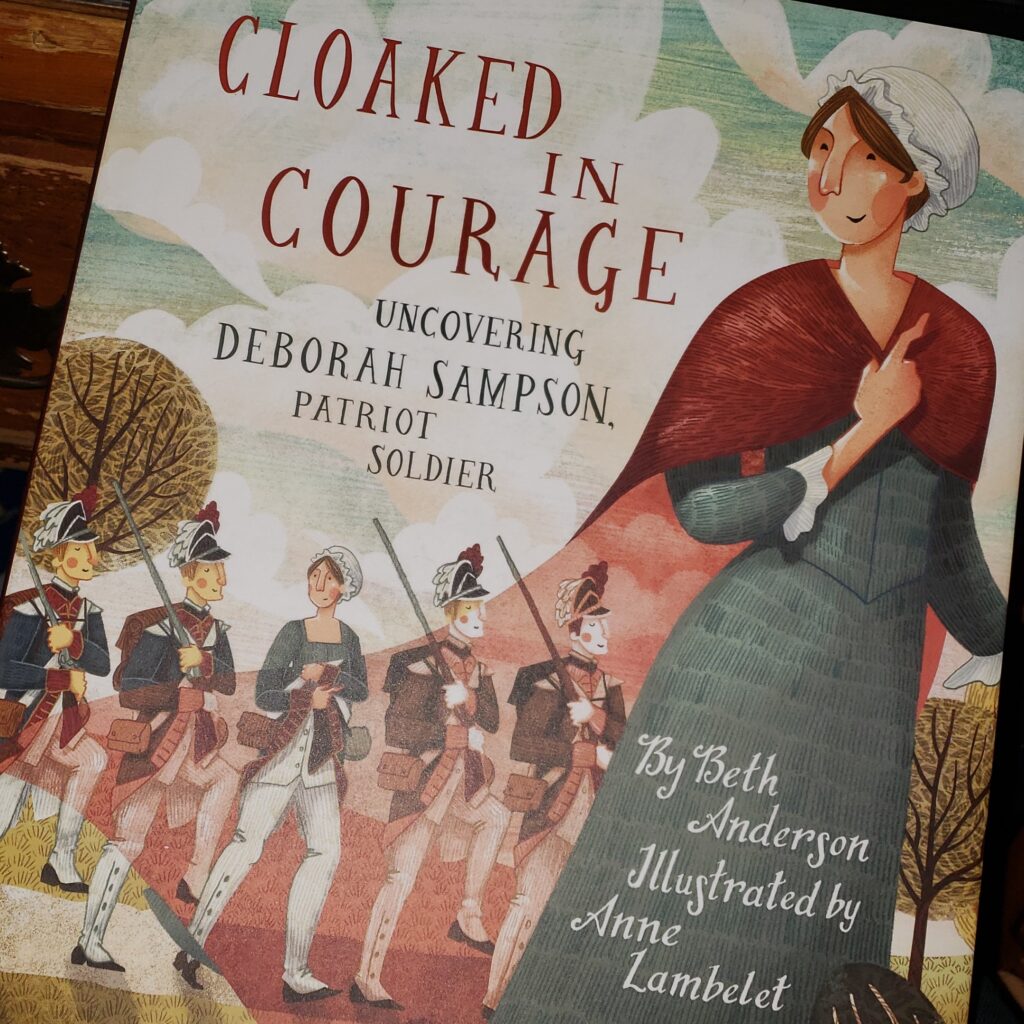 CLOAKED
IN
COURAGE
UNCOVERING
DEBORAH SAMPSON,
PATRIOT
SOLDIER
By Beth
Anderson
Illustrated by
Anne
Lambelet